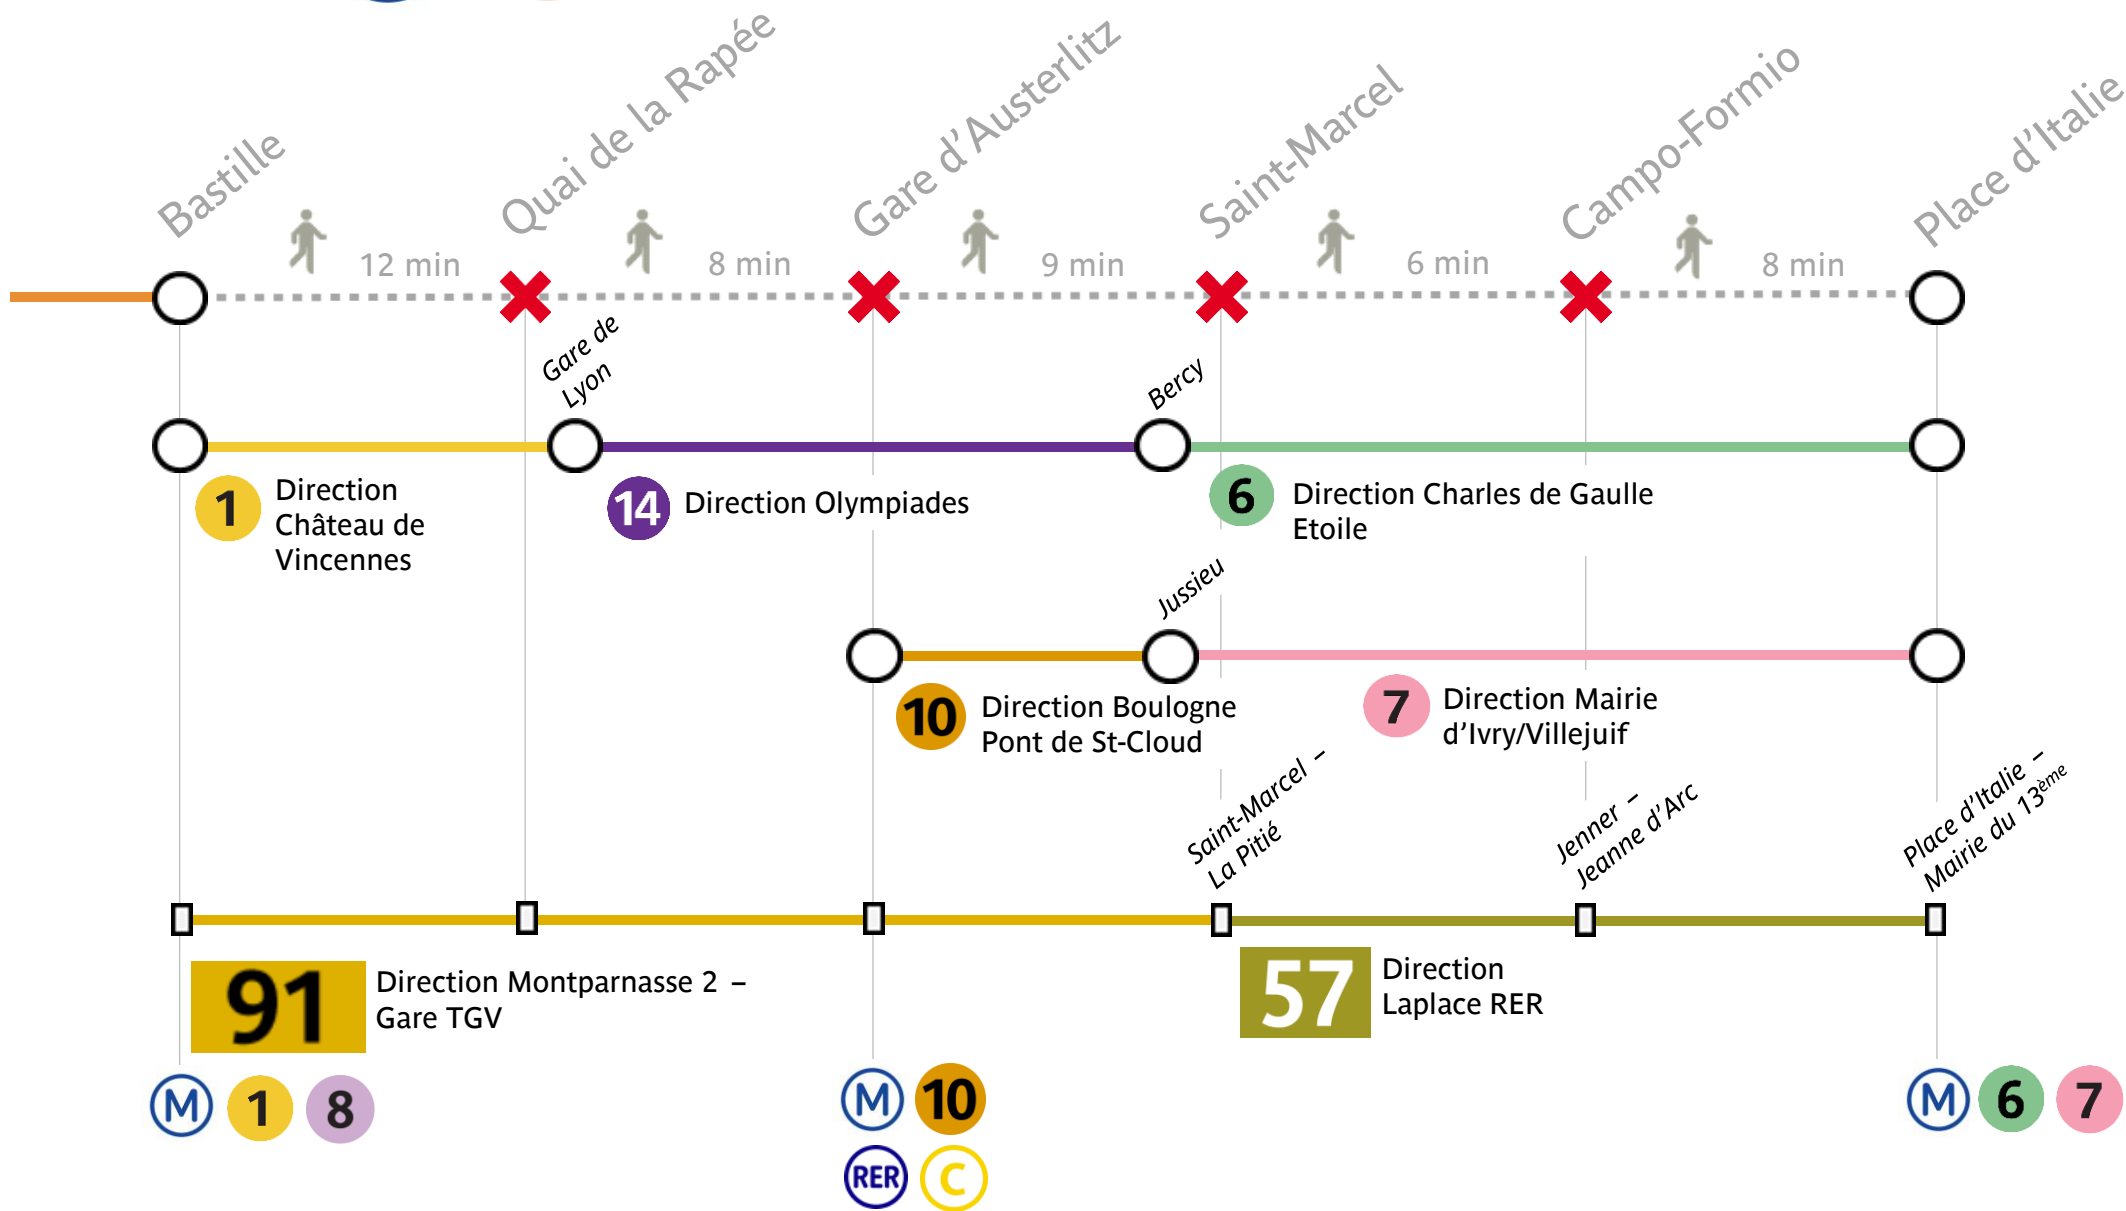 Bastille
Quai de la Rapée
Gare d'Austerlitz
Saint-Marcel
Campo-Formio
Place d'Italie
12 min
8 min
9 min
6 min
8 min
Gare de
Lyon
Bercy
1
Direction
Château de
Vincennes
14
Direction Olympiades
6
Direction Charles de Gaulle
Etoile
Jussieu
10
Direction Boulogne
Pont de St-Cloud
7
Direction Mairie
d'Ivry/Villejuif
Saint-Marcel –
La Pitié
Jenner –
Jeanne d'Arc
Place d'Italie –
Mairie du 13ème
91
Direction Montparnasse 2 –
Gare TGV
57
Direction
Laplace RER
M 1 8
M 10
RER C
M 6 7